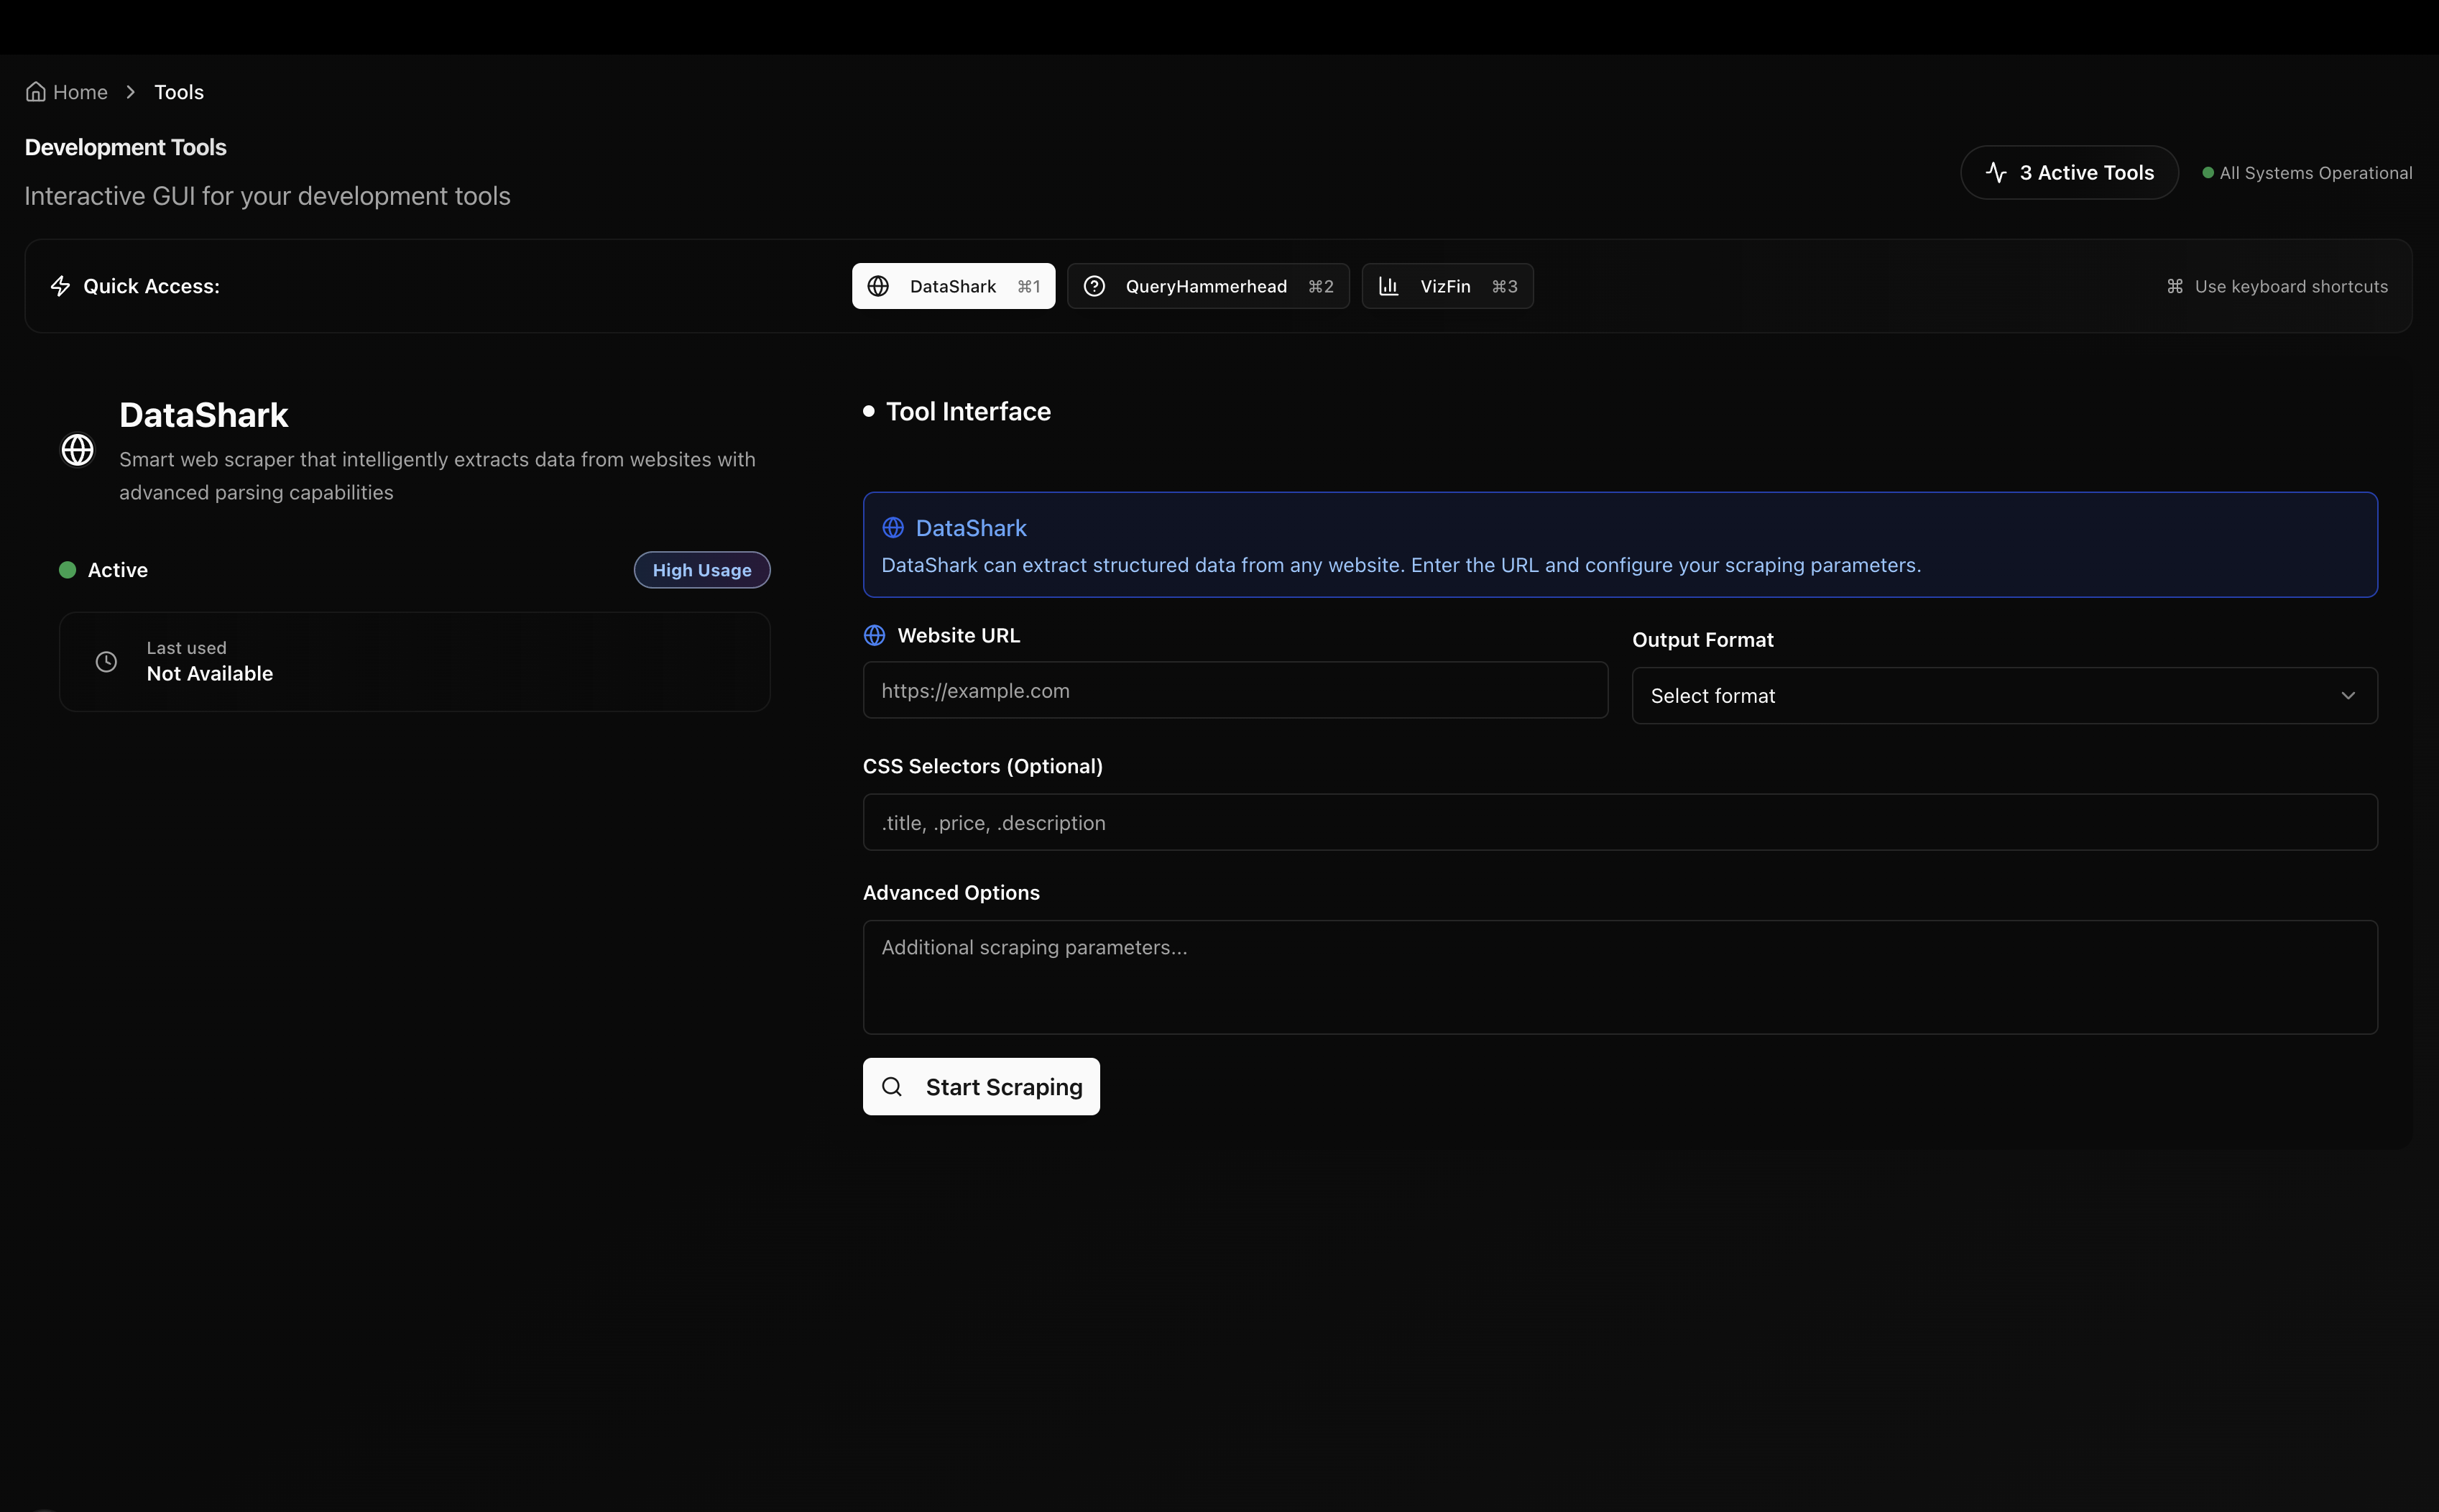 Home > Tools
Development Tools
Interactive GUI for your development tools
3 Active Tools
All Systems Operational
Quick Access:
DataShark ⌘1
QueryHammerhead ⌘2
VizFin ⌘3
⌘ Use keyboard shortcuts
DataShark
Smart web scraper that intelligently extracts data from websites with
advanced parsing capabilities
Active
High Usage
Last used
Not Available
Tool Interface
DataShark
DataShark can extract structured data from any website. Enter the URL and configure your scraping parameters.
Website URL
https://example.com
Output Format
Select format
CSS Selectors (Optional)
.title, .price, .description
Advanced Options
Additional scraping parameters...
Start Scraping